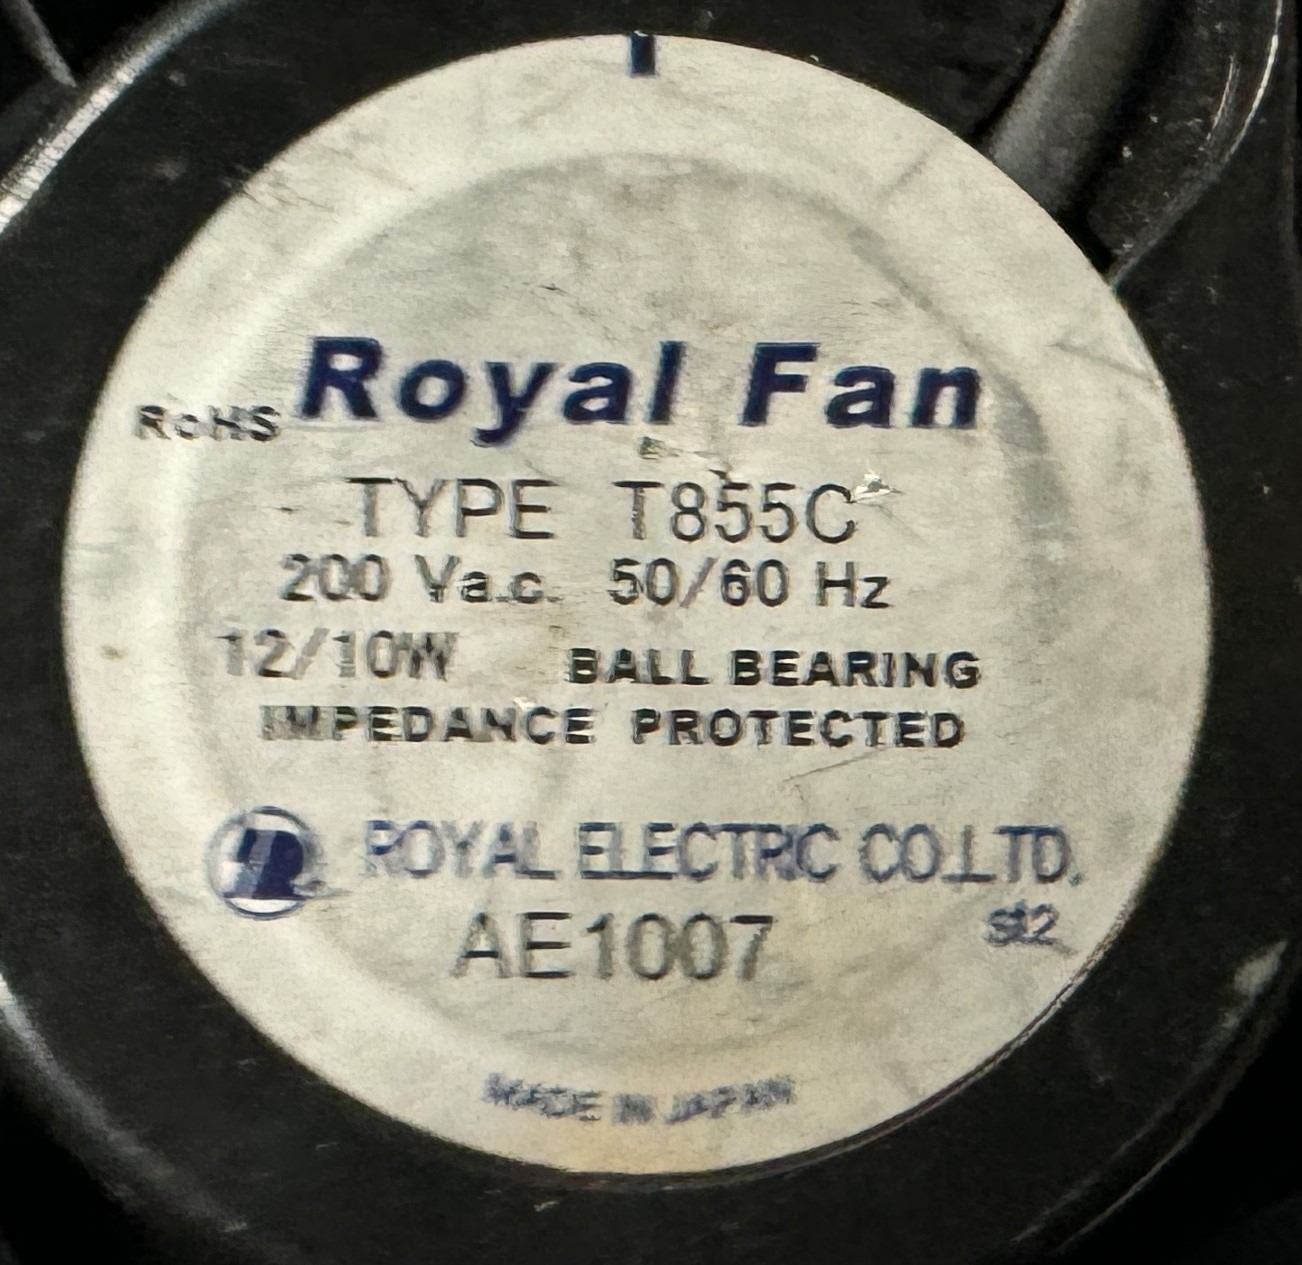 Royal Fan
RoHS
TYPE T855C
200 Va.c. 50/60 Hz
12/10W BALL BEARING
IMPEDANCE PROTECTED
ROYAL ELECTRIC CO.LTD.
AE1007
st2
MADE IN JAPAN